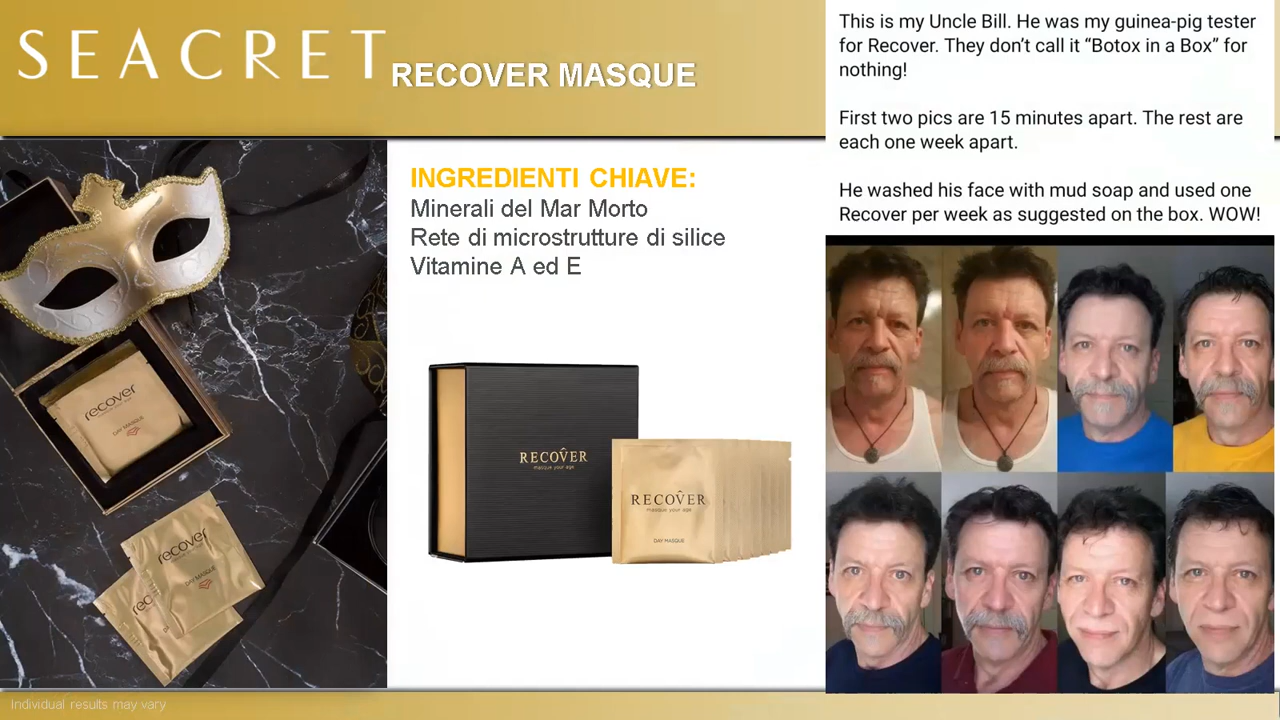 SEACRET
RECOVER MASQUE
This is my Uncle Bill. He was my guinea-pig tester
for Recover. They don’t call it “Botox in a Box” for
nothing!
First two pics are 15 minutes apart. The rest are
each one week apart.
He washed his face with mud soap and used one
Recover per week as suggested on the box. WOW!
INGREDIENTI CHIAVE:
Minerali del Mar Morto
Rete di microstrutture di silice
Vitamine A ed E
recover
DAY MASQUE
recover
DAY MASQUE
RECOVER
masque your age
RECOVER
masque your age
DAY MASQUE
Individual results may vary